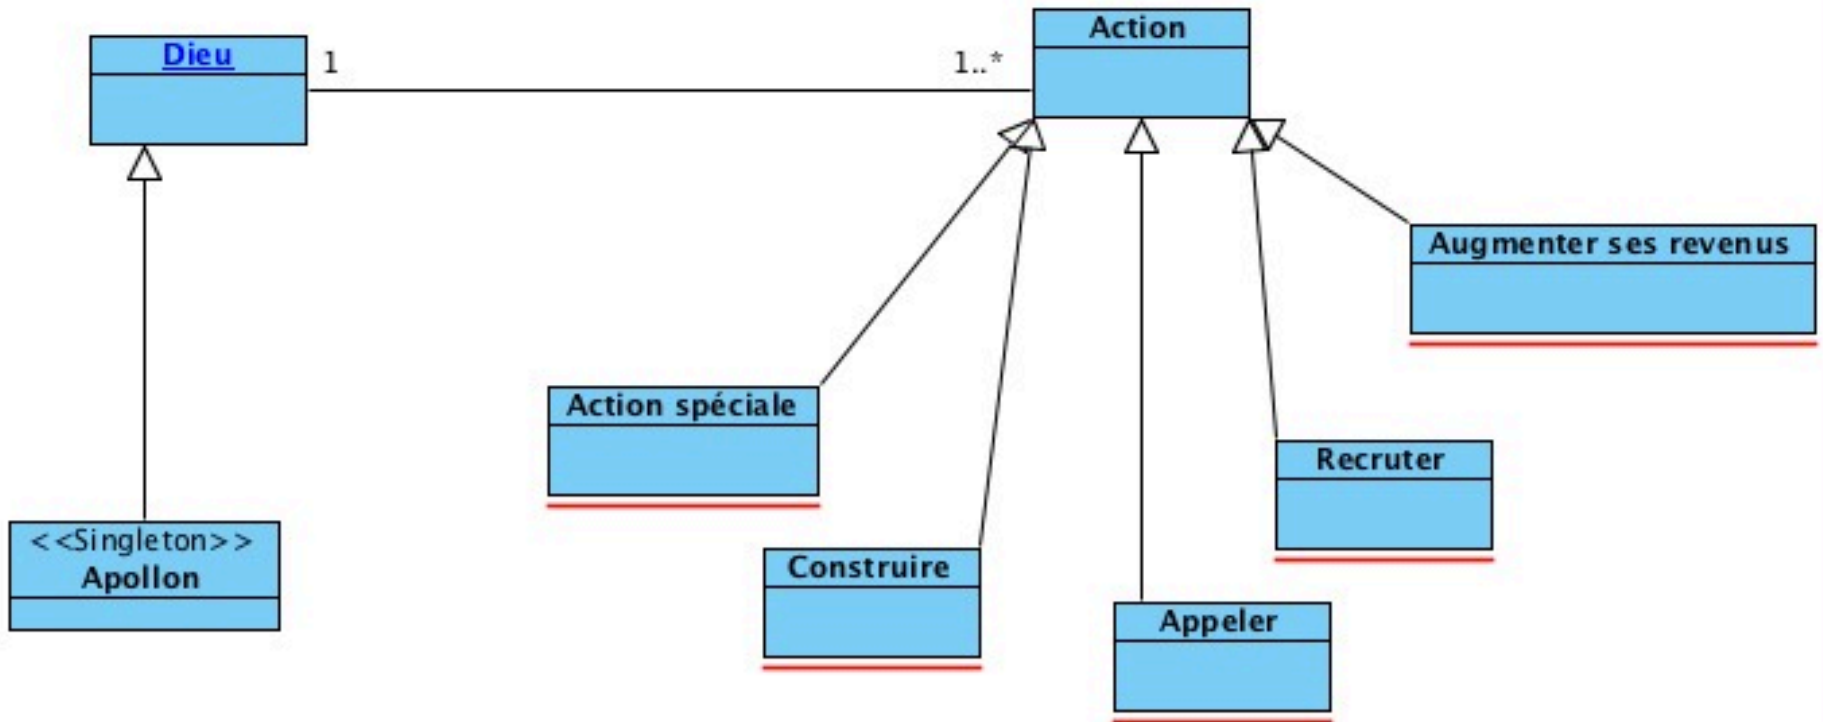 Action
Dieu
1
1..*
Augmenter ses revenus
Action spéciale
Recruter
<<Singleton>>
Apollon
Construire
Appeler